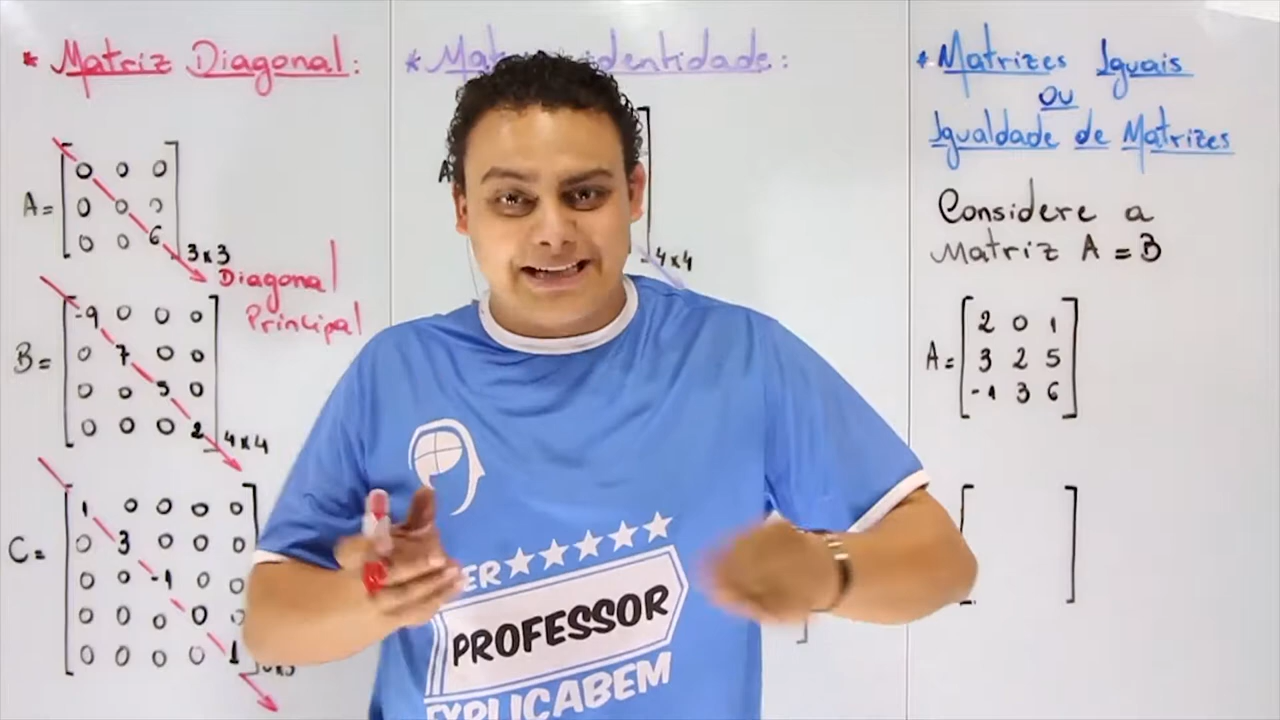 * Matriz Diagonal:
A =
0 0 0
0 0 0
0 0 6
3x3
Diagonal
Principal
B =
-9 0 0 0
0 7 0 0
0 0 5 0
0 0 0 2
4x4
C =
1 0 0 0 0
0 3 0 0 0
0 0 -1 0 0
0 0 0 0 0
0 0 0 0 1
* identidade:
4x4
* Matrizes Iguais
ou
Igualdade de Matrizes
Considere a
Matriz A = B
A =
2 0 1
3 2 5
-1 3 6
PROFESSOR
EXPLICABEM